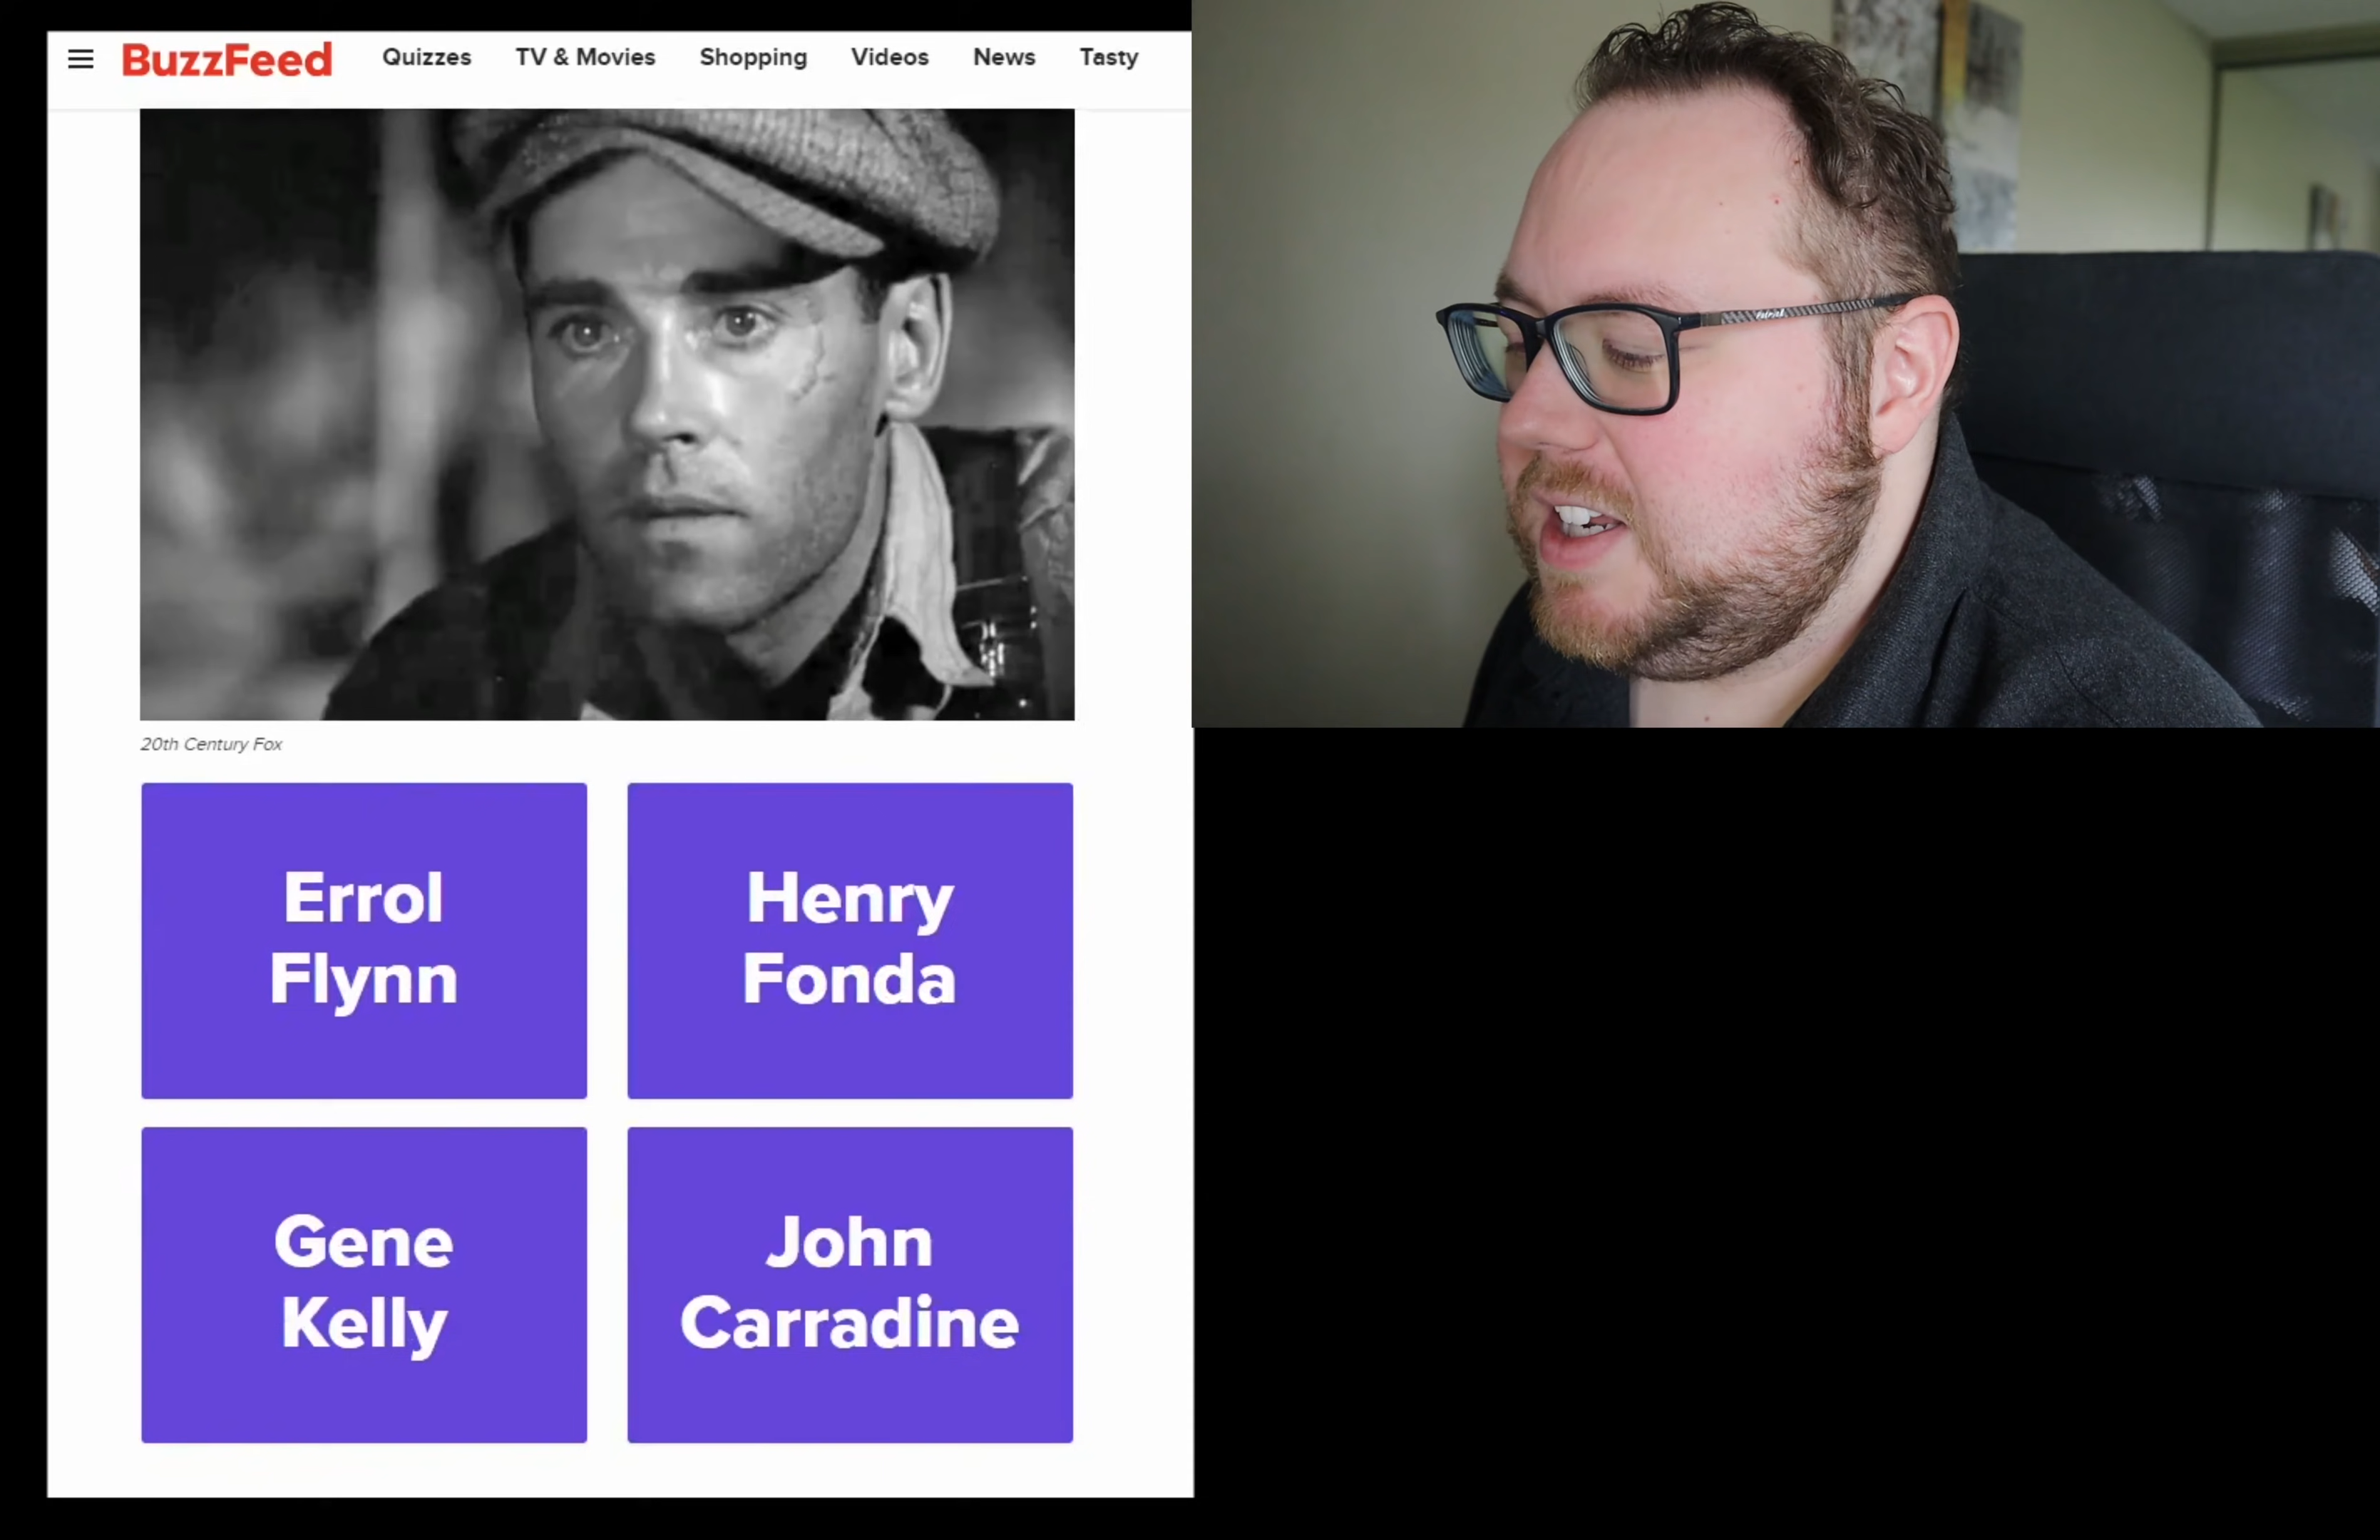 BuzzFeed Quizzes TV & Movies Shopping Videos News Tasty
20th Century Fox
Errol
Flynn
Henry
Fonda
Gene
Kelly
John
Carradine